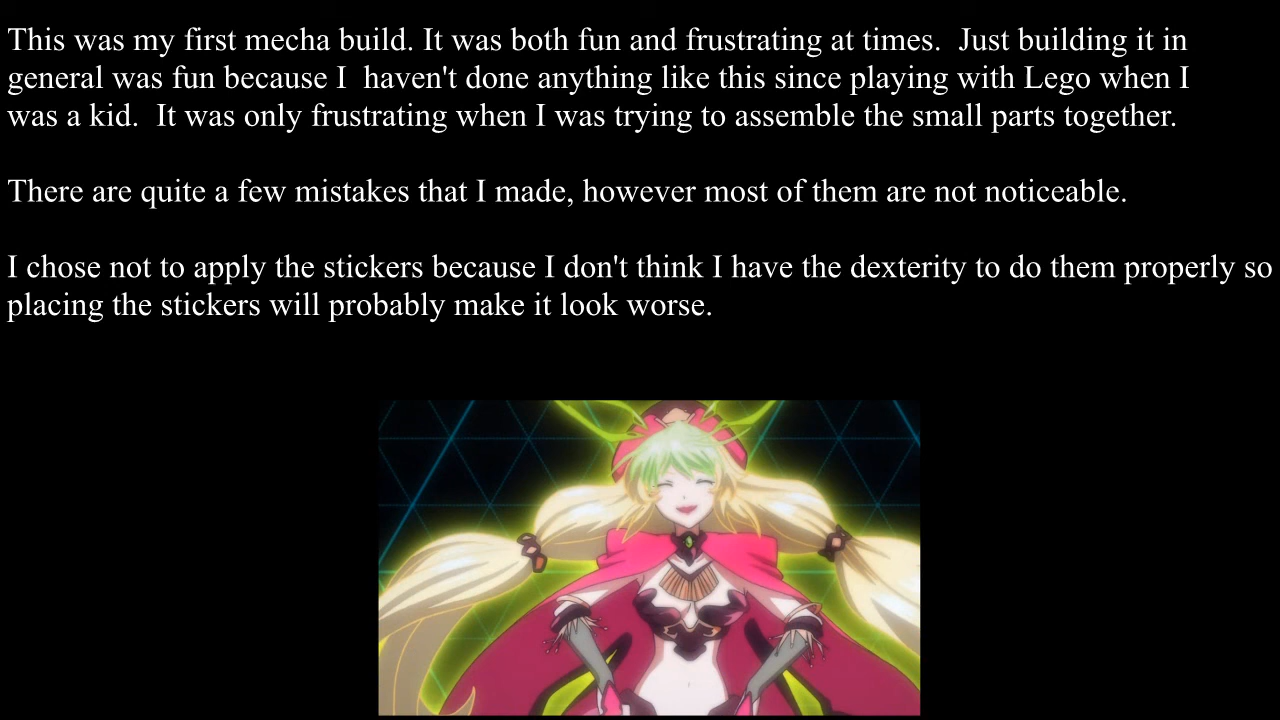 This was my first mecha build. It was both fun and frustrating at times.  Just building it in
general was fun because I  haven't done anything like this since playing with Lego when I
was a kid.  It was only frustrating when I was trying to assemble the small parts together.
There are quite a few mistakes that I made, however most of them are not noticeable.
I chose not to apply the stickers because I don't think I have the dexterity to do them properly so
placing the stickers will probably make it look worse.